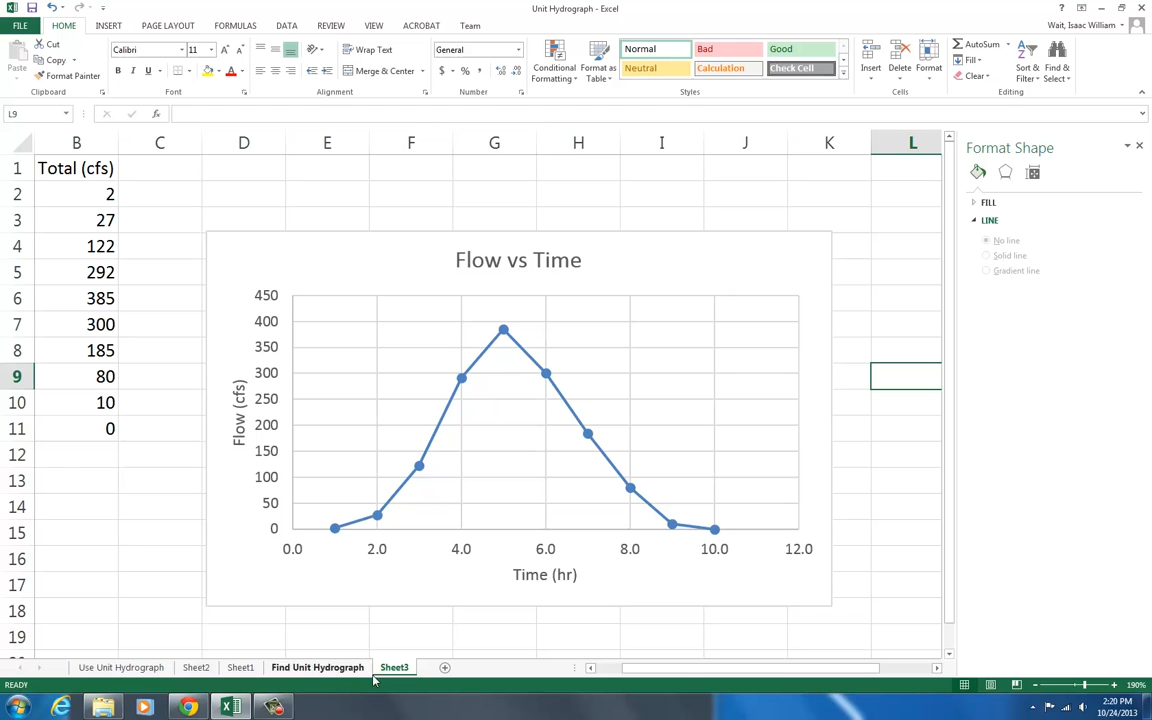 Unit Hydrograph - Excel
FILE HOME INSERT PAGE LAYOUT FORMULAS DATA REVIEW VIEW ACROBAT Team
Wait, Isaac William
Paste
Cut
Copy
Format Painter
Clipboard
Calibri 11
B I U
Font
Wrap Text
Merge & Center
Alignment
General
$ % ,
Number
Conditional Formatting
Format as Table
Normal Bad Good
Neutral Calculation Check Cell
Styles
Insert Delete Format
Cells
AutoSum
Fill
Clear
Sort & Filter
Find & Select
Editing
L9
fx
B C D E F G H I J K L
1 Total (cfs)
2 2
3 27
4 122
5 292
6 385
7 300
8 185
9 80
10 10
11 0
12
13
14
15
16
17
18
19
Flow vs Time
450
400
350
300
250
200
150
100
50
0
Flow (cfs)
0.0 2.0 4.0 6.0 8.0 10.0 12.0
Time (hr)
Format Shape
FILL
LINE
No line
Solid line
Gradient line
Use Unit Hydrograph Sheet2 Sheet1 Find Unit Hydrograph Sheet3
READY
190%
2:20 PM
10/24/2013